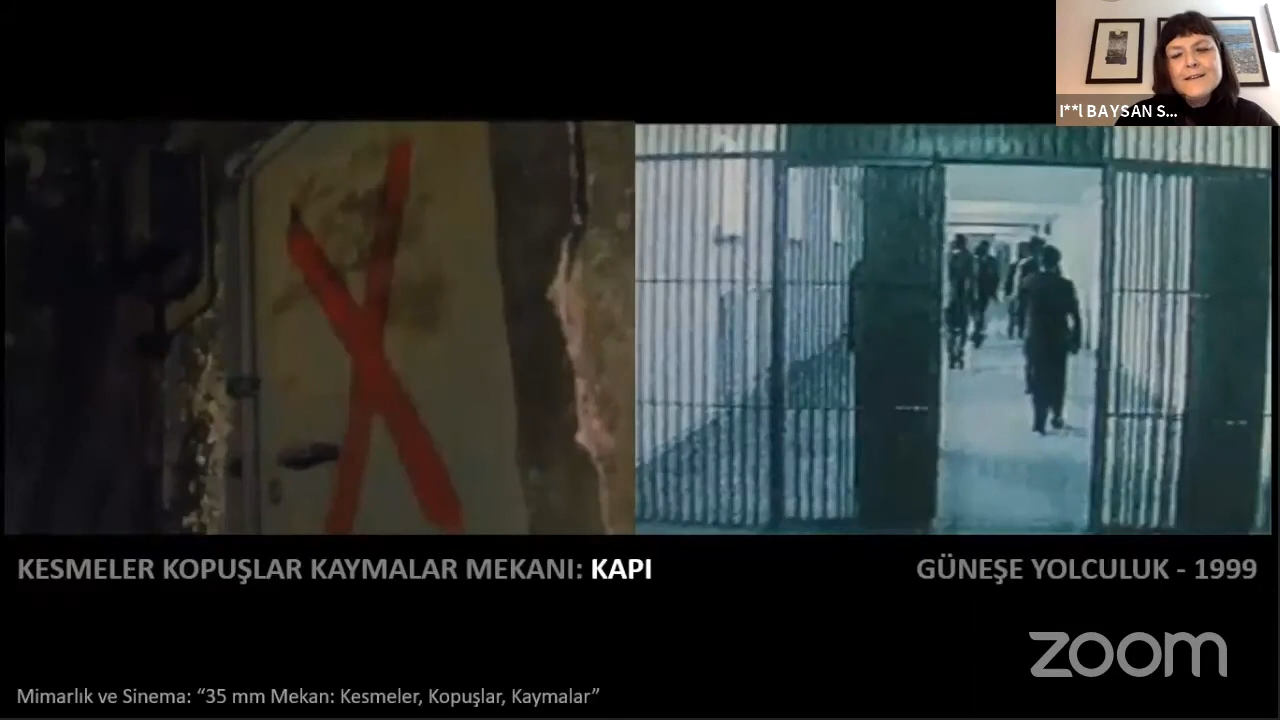 I**l BAYSAN S...
KESMELER KOPUŞLAR KAYMALAR MEKANI: KAPI
GÜNEŞE YOLCULUK - 1999
zoom
Mimarlık ve Sinema: “35 mm Mekan: Kesmeler, Kopuşlar, Kaymalar”